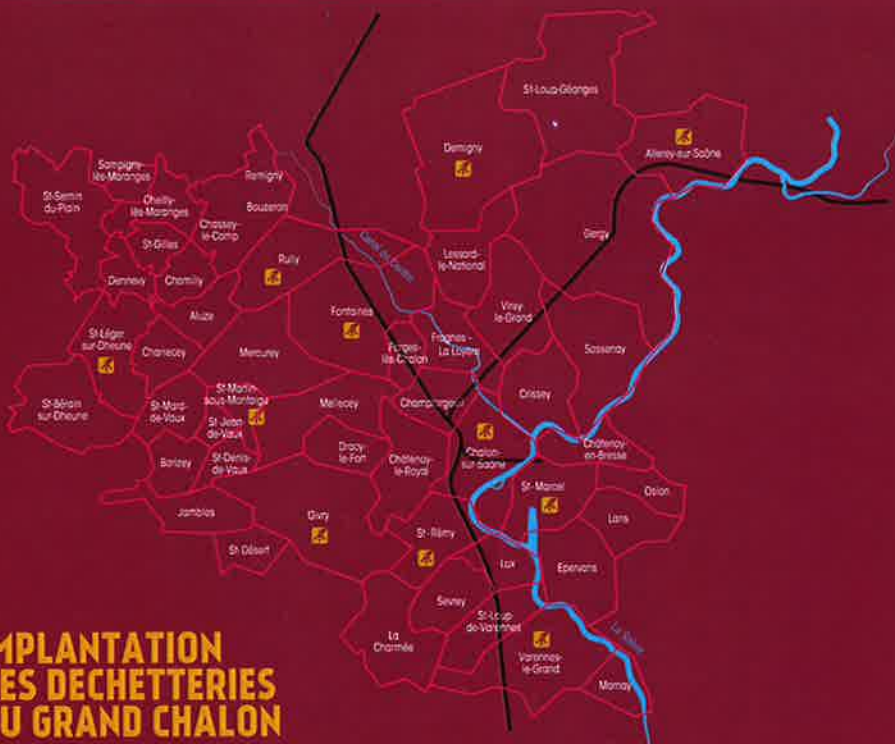 St-Loup-Géanges
Demigny
Allerey-sur-Saône
Sampigny-
lès-Maranges
Remigny
St-Sernin
du-Plain
Cheilly-
lès-Maranges
Bouzeron
Chassey-
le-Camp
St-Gilles
Gergy
Rully
Lessard-
le-National
Dennevy
Chamilly
Aluze
Fontaines
Virey-
le-Grand
St-Léger
sur-Dheune
Charrecey
Mercurey
Farges-
lès-Chalon
Fragnes -
La Loyère
Sassenay
St-Martin
sous-Montaigu
Crissey
St-Bérain
sur-Dheune
St-Mard-
de-Vaux
Mellecey
Champforgeuil
St-Jean-
de-Vaux
Dracy-
le-Fort
Châtenoy-
le-Royal
Chalon-
sur-Saône
Châtenoy-
en-Bresse
Barizey
St-Denis-
de-Vaux
St-Marcel
Oslon
Jambles
Givry
Lans
St-Rémy
St-Désert
Lux
Epervans
Sevrey
St-Loup-
de-Varennes
La
Charmée
Varennes-
le-Grand
La Saône
Marnay
MPLANTATION
ES DECHETTERIES
U GRAND CHALON